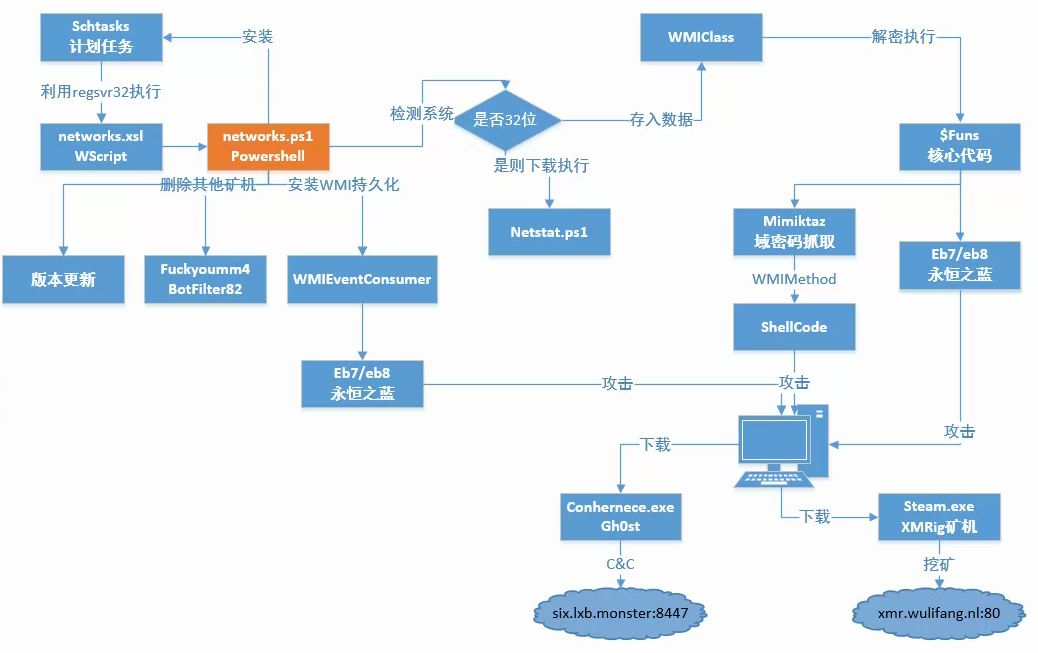 Schtasks
计划任务
安装
利用regsvr32执行
networks.xsl
WScript
networks.ps1
Powershell
检测系统
是否32位
存入数据
WMIClass
解密执行
$Funs
核心代码
是则下载执行
Netstat.ps1
删除其他矿机
安装WMI持久化
版本更新
Fuckyoumm4
BotFilter82
WMIEventConsumer
Eb7/eb8
永恒之蓝
攻击
Mimiktaz
域密码抓取
WMIMethod
ShellCode
攻击
Eb7/eb8
永恒之蓝
攻击
下载
Conhernece.exe
Gh0st
C&C
six.lxb.monster:8447
下载
Steam.exe
XMRig矿机
挖矿
xmr.wulifang.nl:80